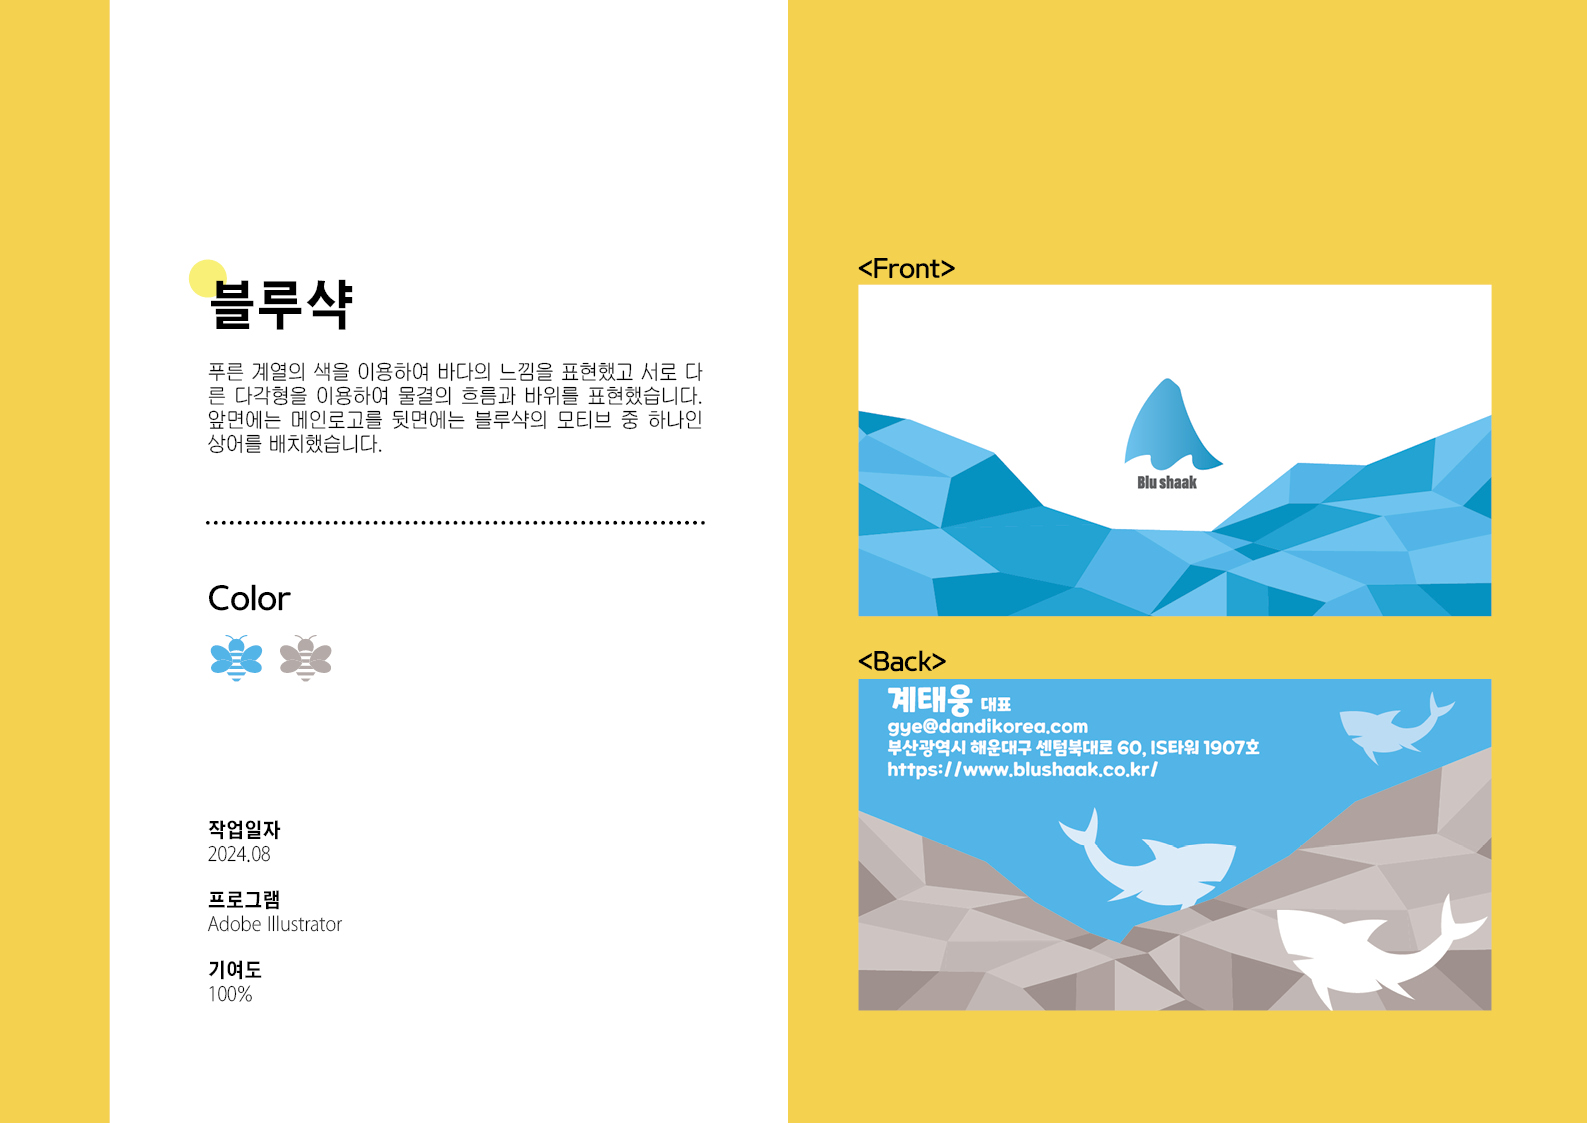 블루샥
푸른 계열의 색을 이용하여 바다의 느낌을 표현했고 서로 다
른 다각형을 이용하여 물결의 흐름과 바위를 표현했습니다.
앞면에는 메인로고를 뒷면에는 블루샥의 모티브 중 하나인
상어를 배치했습니다.
Color
작업일자
2024.08
프로그램
Adobe Illustrator
기여도
100%
<Front>
Blu shaak
<Back>
계태웅 대표
gye@dandikorea.com
부산광역시 해운대구 센텀북대로 60, IS타워 1907호
https://www.blushaak.co.kr/